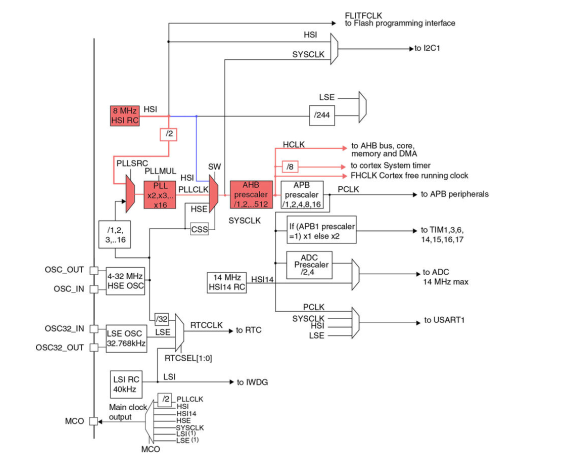 FLITFCLK
to Flash programming interface
HSI
to I2C1
SYSCLK
LSE
/244
8 MHz
HSI RC
HSI
/2
HCLK
to AHB bus, core,
memory and DMA
/8
to cortex System timer
FHCLK Cortex free running clock
PLLSRC
PLLMUL
SW
HSI
PLL
x2,x3,..
x16
PLLCLK
HSE
AHB
prescaler
/1,2,..512
APB
prescaler
/1,2,4,8,16
PCLK
to APB peripherals
SYSCLK
CSS
/1,2,
3,..16
If (APB1 prescaler
=1) x1 else x2
to TIM1,3,6,
14,15,16,17
ADC
Prescaler
/2,4
OSC_OUT
OSC_IN
4-32 MHz
HSE OSC
14 MHz
HSI14 RC
HSI14
to ADC
14 MHz max
PCLK
SYSCLK
HSI
LSE
to USART1
/32
OSC32_IN
OSC32_OUT
LSE OSC
32.768kHz
LSE
RTCCLK
to RTC
RTCSEL[1:0]
LSI RC
40kHz
LSI
to IWDG
MCO
Main clock
output
/2
PLLCLK
HSI
HSI14
HSE
SYSCLK
LSI (1)
LSE (1)
MCO